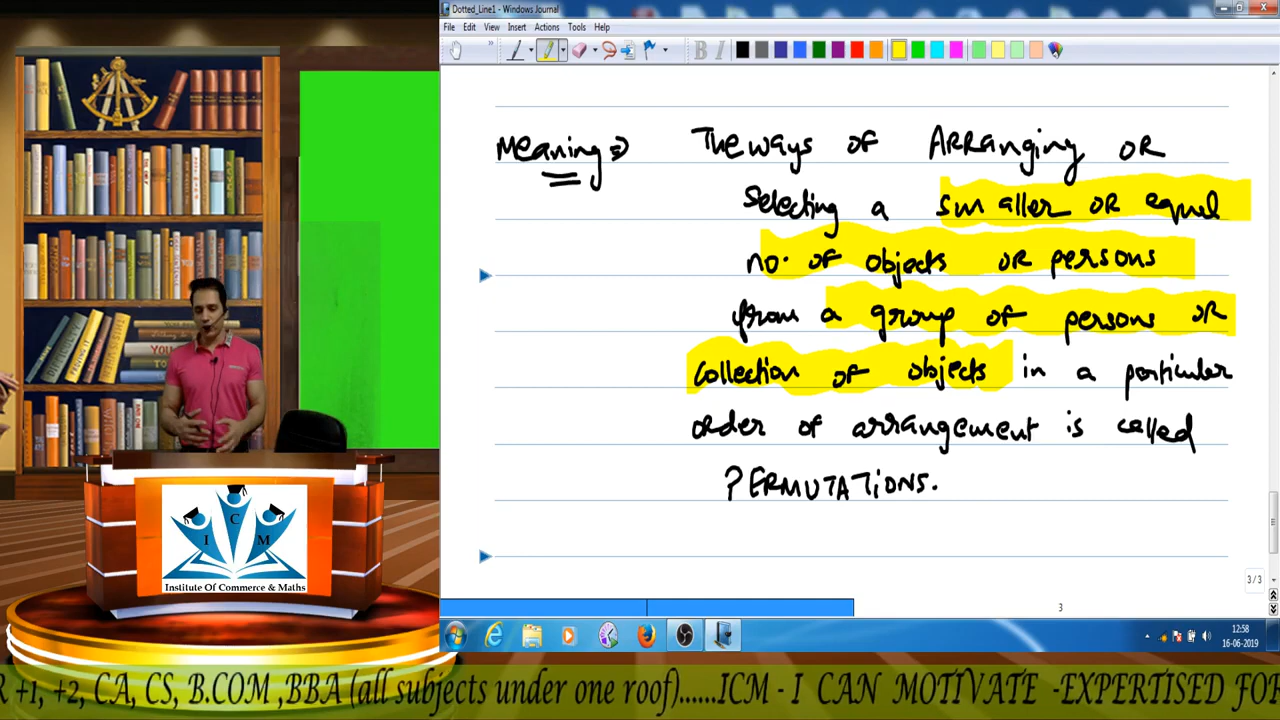 Dotted_Line1 - Windows Journal
File Edit View Insert Actions Tools Help
B I
Meaning ⇒ The ways of Arranging OR
Selecting a smaller OR equal
no. of objects OR persons
from a group of persons OR
Collection of objects in a particular
order of arrangement is called
PERMUTATIONS.
3/3
3
12:58
16-06-2019
I C M
Institute Of Commerce & Maths
R +1, +2, CA, CS, B.COM ,BBA (all subjects under one roof)......ICM - I CAN MOTIVATE -EXPERTISED FOR